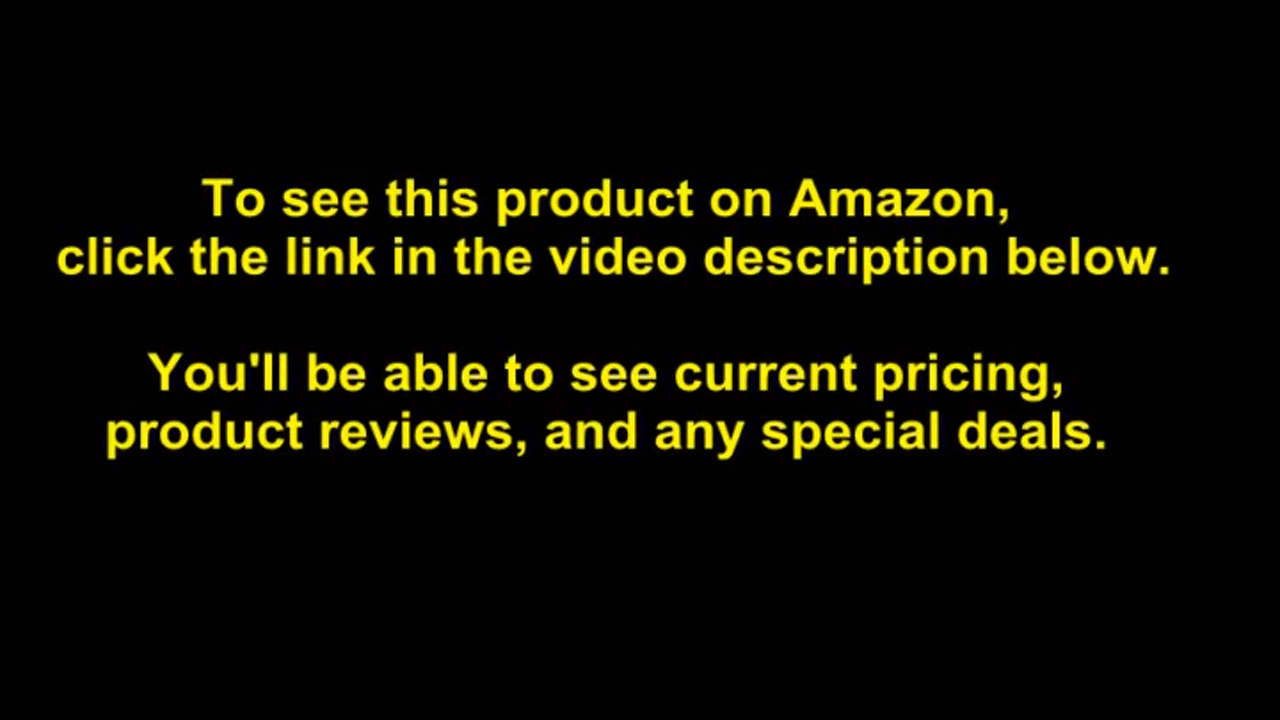 To see this product on Amazon,
click the link in the video description below.
You'll be able to see current pricing,
product reviews, and any special deals.